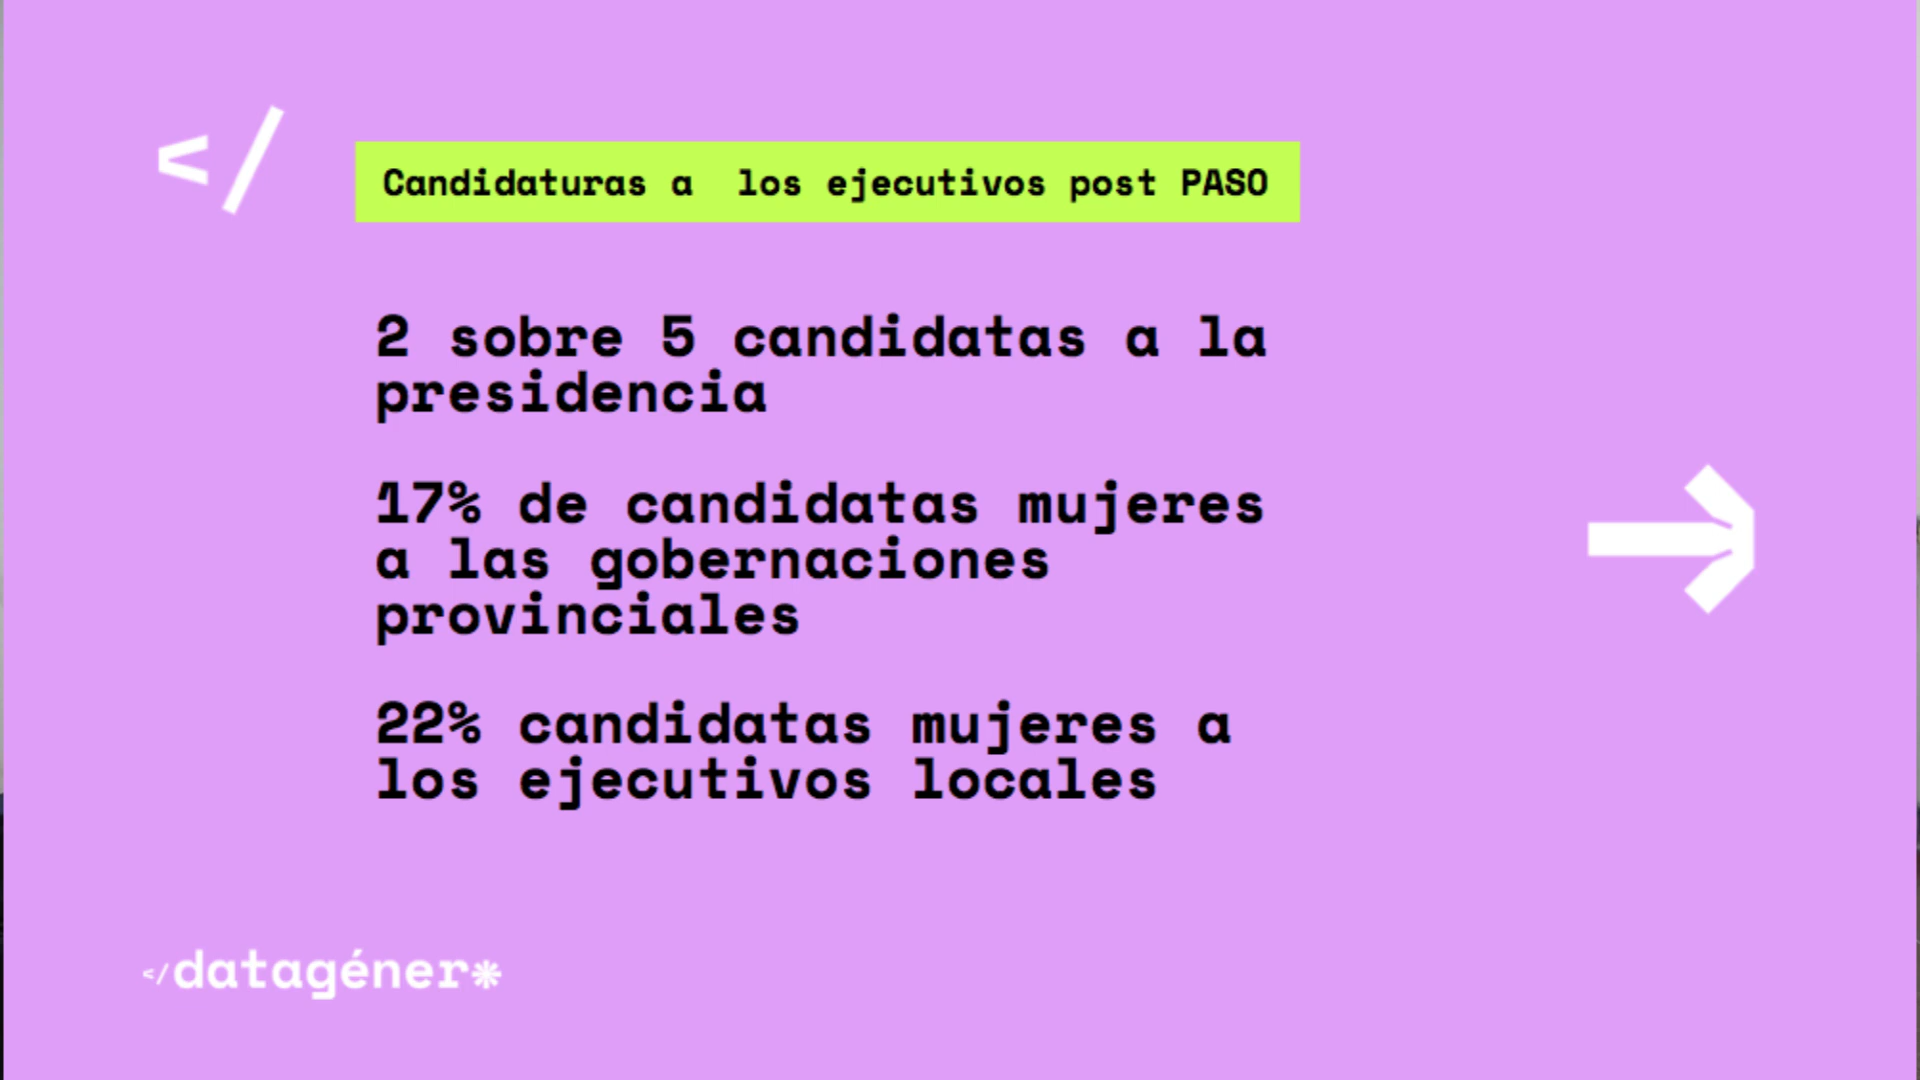 </
Candidaturas a  los ejecutivos post PASO
2 sobre 5 candidatas a la
presidencia
17% de candidatas mujeres
a las gobernaciones
provinciales
22% candidatas mujeres a
los ejecutivos locales
</datagéner*